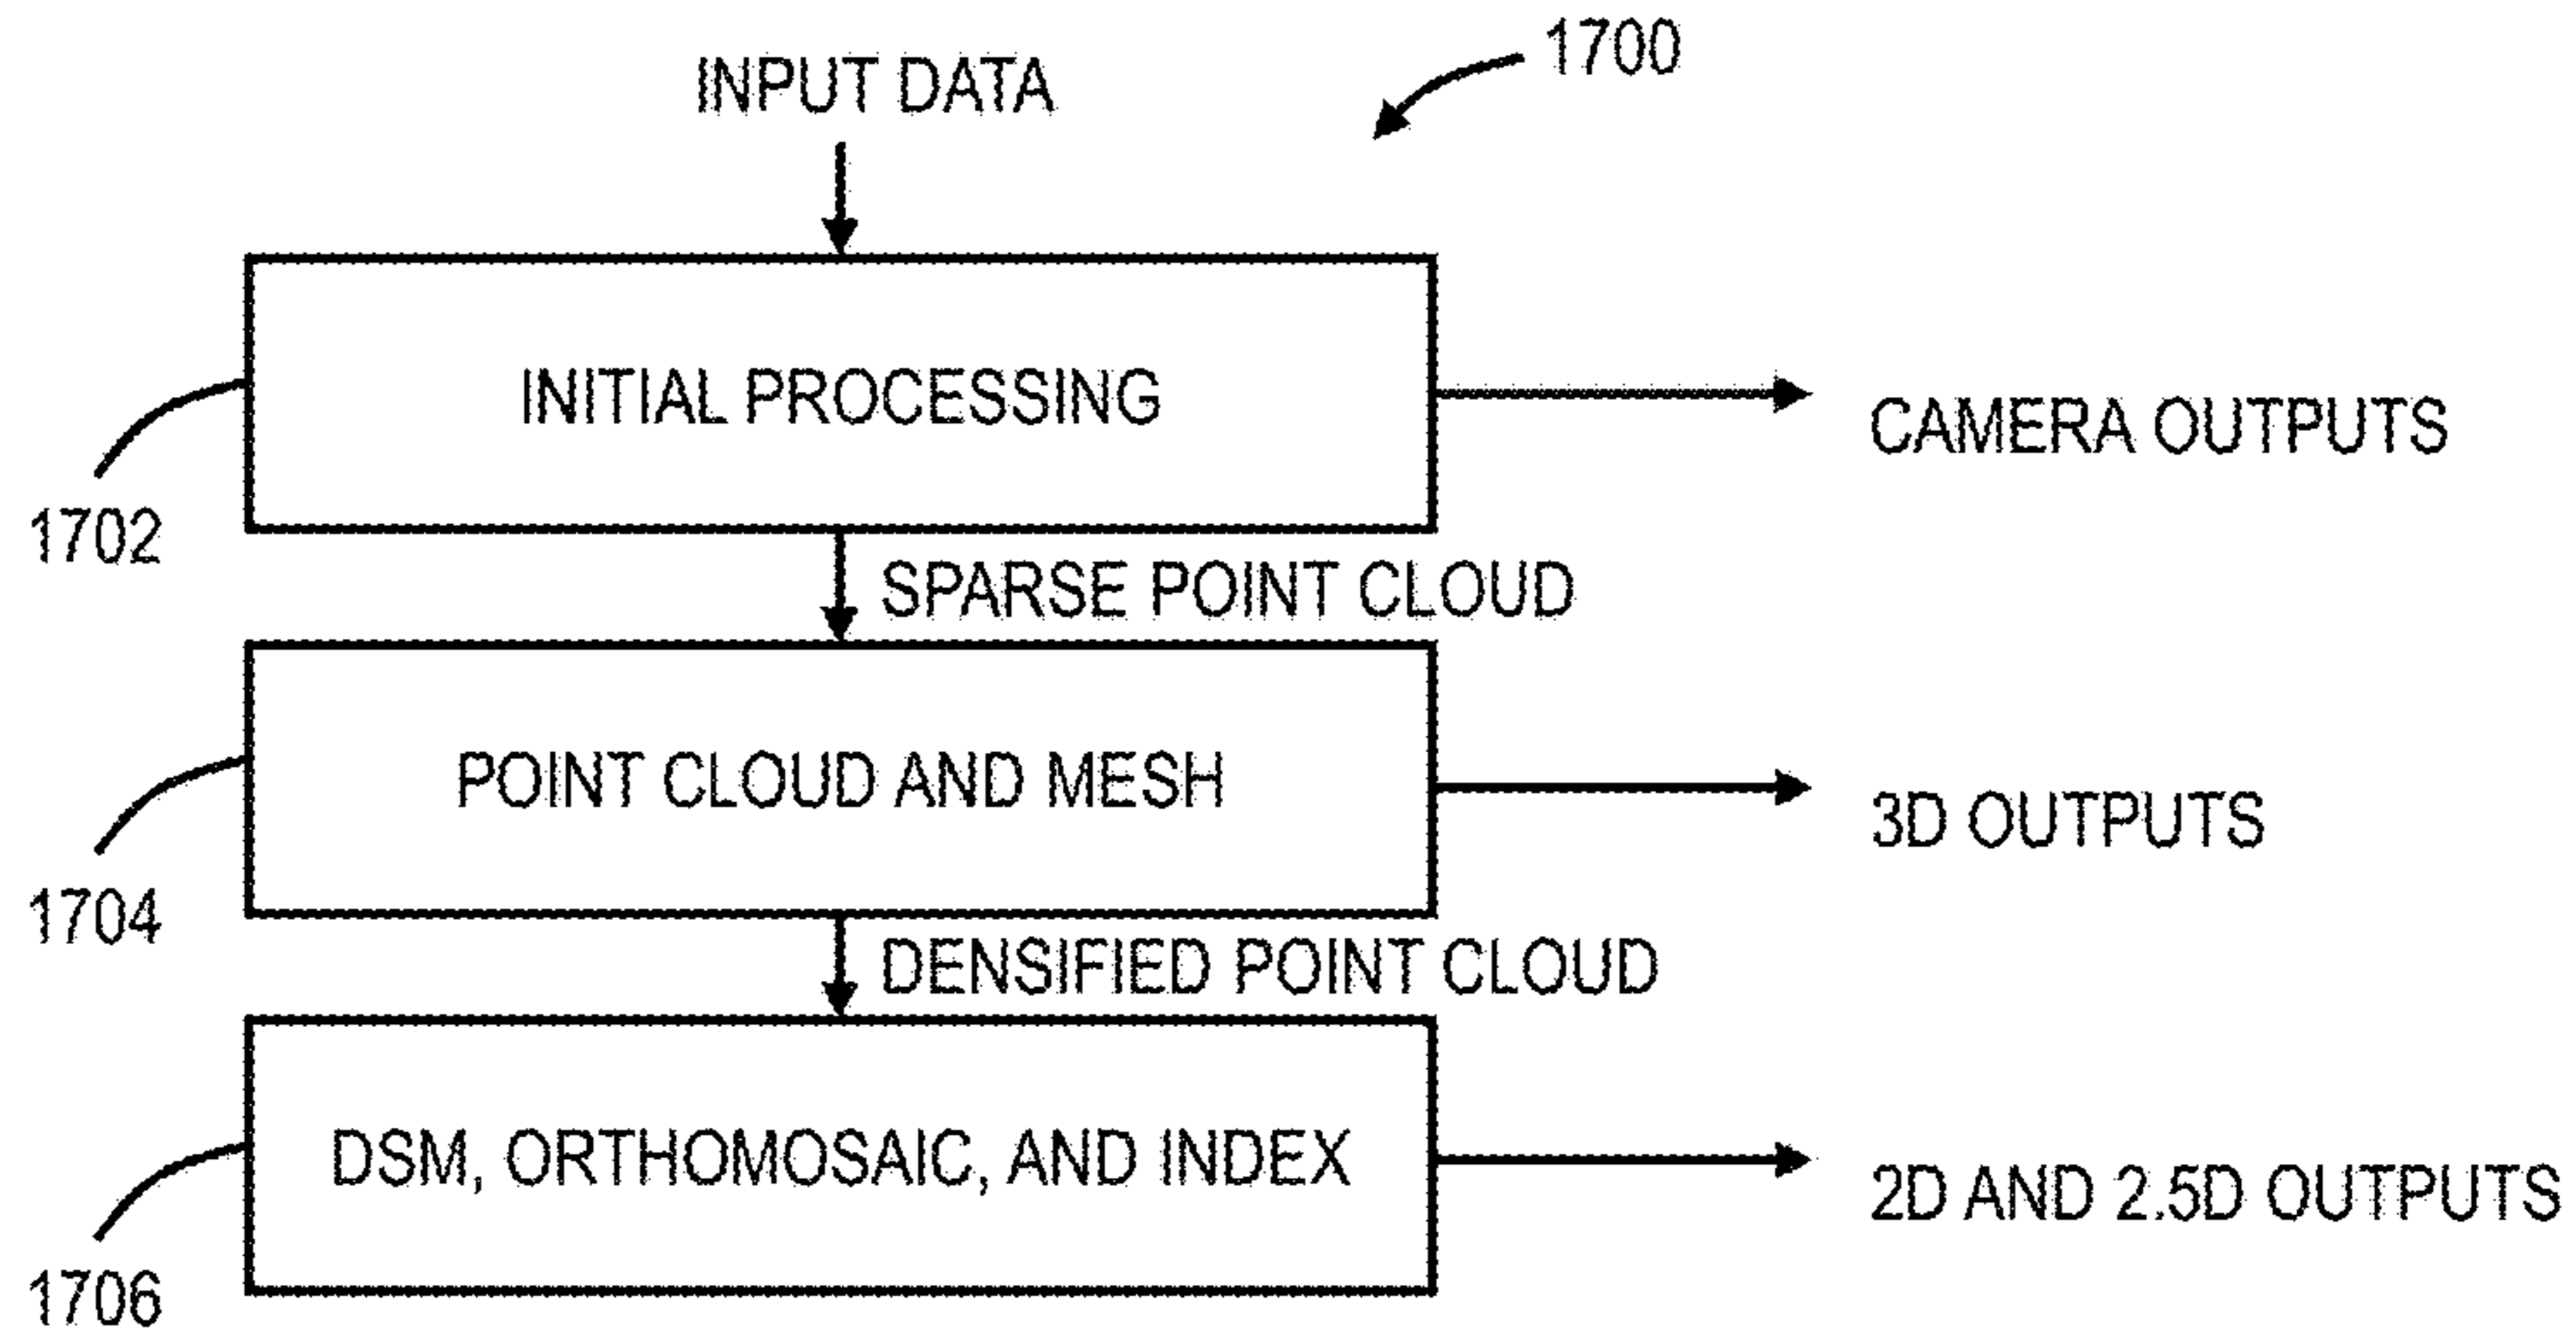 1700
INPUT DATA
INITIAL PROCESSING
CAMERA OUTPUTS
1702
SPARSE POINT CLOUD
POINT CLOUD AND MESH
3D OUTPUTS
1704
DENSIFIED POINT CLOUD
DSM, ORTHOMOSAIC, AND INDEX
2D AND 2.5D OUTPUTS
1706